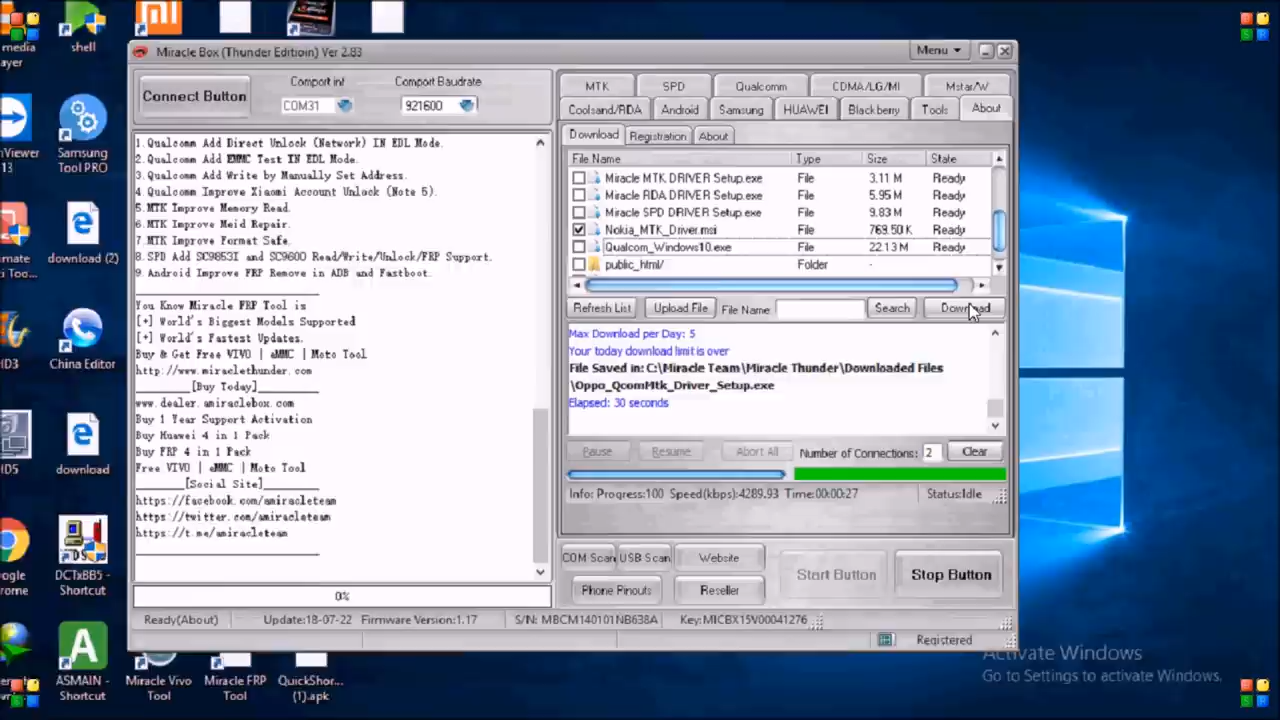 media
ayer
shell
Miracle Box (Thunder Editioin) Ver 2.83
Menu
Connect Button
Comport inf
COM31
Comport Baudrate
921600
1.Qualcomm Add Direct Unlock (Network) IN EDL Mode.
2.Qualcomm Add EMMC Test IN EDL Mode.
3.Qualcomm Add Write by Manually Set Address.
4.Qualcomm Improve Xiaomi Account Unlock (Note 5).
5.MTK Improve Memory Read.
6.MTK Improve Meid Repair.
7.MTK Improve Format Safe.
8.SPD Add SC9853I and SC9600 Read/Write/Unlock/FRP Support.
9.Android Improve FRP Remove in ADB and Fastboot.
You Know Miracle FRP Tool is
[+] World's Biggest Models Supported
[+] World's Fastest Updates.
Buy & Get Free VIVO | eMMC | Moto Tool
http://www.miraclethunder.com
[Buy Today]
www.dealer.amiraclebox.com
Buy 1 Year Support Activation
Buy Huawei 4 in 1 Pack
Buy FRP 4 in 1 Pack
Free VIVO | eMMC | Moto Tool
[Social Site]
https://facebook.com/amiracleteam
https://twitter.com/amiracleteam
https://t.me/amiracleteam
0%
MTK SPD Qualcomm CDMA/LG/MI Mstar/W
Coolsand/RDA Android Samsung HUAWEI Blackberry Tools About
Download Registration About
File Name Type Size State
Miracle MTK DRIVER Setup.exe File 3.11 M Ready
Miracle RDA DRIVER Setup.exe File 5.95 M Ready
Miracle SPD DRIVER Setup.exe File 9.83 M Ready
Nokia_MTK_Driver.msi File 769.50 K Ready
Qualcom_Windows10.exe File 22.13 M Ready
public_html/ Folder -
Refresh List Upload File File Name: Search Download
Max Download per Day: 5
Your today download limit is over
File Saved in: C:\Miracle Team\Miracle Thunder\Downloaded Files
\Oppo_QcomMtk_Driver_Setup.exe
Elapsed: 30 seconds
Pause Resume Abort All Number of Connections: 2 Clear
Info: Progress:100 Speed(kbps):4289.93 Time:00:00:27 Status:Idle
COM Scan USB Scan Website
Phone Pinouts Reseller
Start Button
Stop Button
Ready(About) Update:18-07-22 Firmware Version:1.17 S/N: MBCM140101NB638A Key:MICBX15V00041276
Registered
Viewer
13
Samsung
Tool PRO
mate
Too...
download (2)
HD3
China Editor
HD5
download
ogle
rome
DCTxBB5 -
Shortcut
ASMAIN -
Shortcut
Miracle Vivo
Tool
Miracle FRP
Tool
QuickShor...
(1).apk
Activate Windows
Go to Settings to activate Windows.